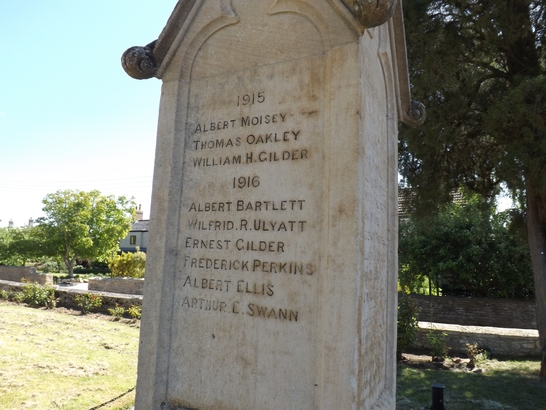 1915
ALBERT MOISEY
THOMAS OAKLEY
WILLIAM H. GILDER
1916
ALBERT BARTLETT
WILFRID. R. ULYATT
ERNEST GILDER
FREDERICK PERKINS
ALBERT ELLIS
ARTHUR E. SWANN